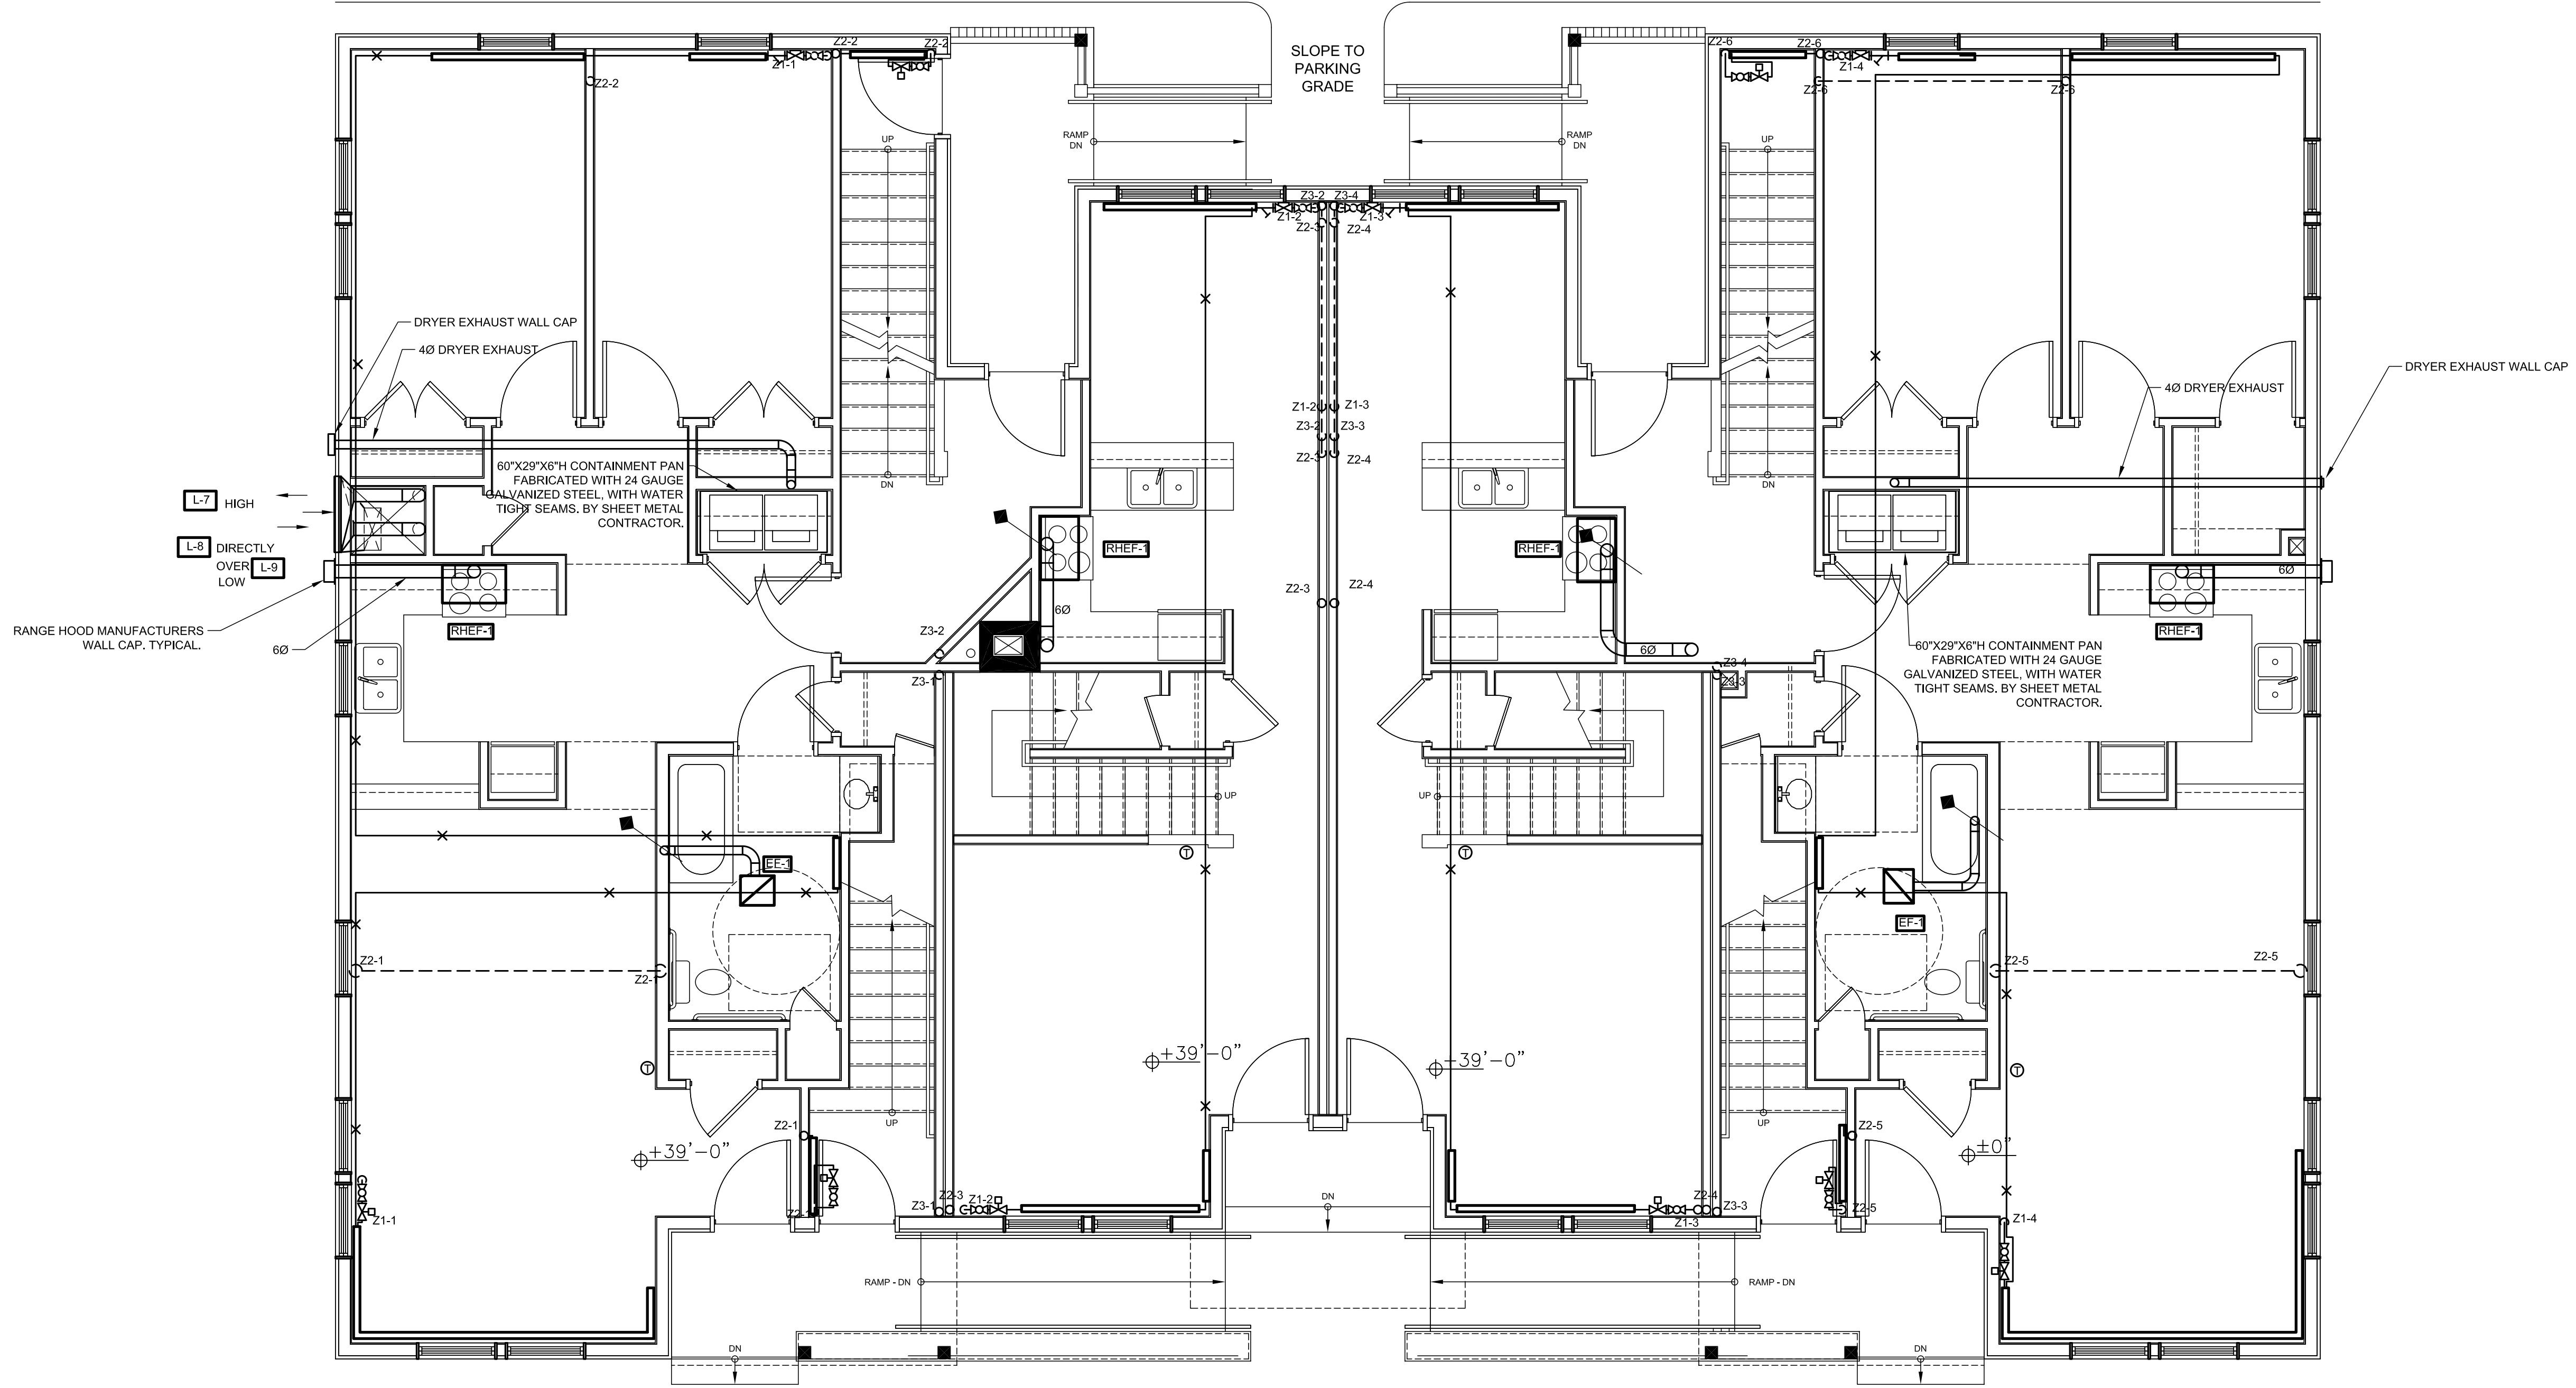 SLOPE TO
PARKING
GRADE
Z2-2
Z2-2
Z1-1
Z2-2
Z2-6
Z2-6
Z1-4
Z2-6
Z2-6
UP
RAMP
DN
RAMP
DN
UP
Z3-2
Z3-4
Z1-2
Z1-3
Z2-3
Z2-4
DRYER EXHAUST WALL CAP
4Ø DRYER EXHAUST
DRYER EXHAUST WALL CAP
4Ø DRYER EXHAUST
Z1-2
Z1-3
Z3-2
Z3-3
Z2-3
Z2-4
60"X29"X6"H CONTAINMENT PAN
FABRICATED WITH 24 GAUGE
GALVANIZED STEEL, WITH WATER
TIGHT SEAMS. BY SHEET METAL
CONTRACTOR.
DN
DN
L-7
HIGH
L-8
DIRECTLY
OVER
L-9
LOW
RHEF-1
RHEF-1
6Ø
Z2-3
Z2-4
6Ø
RANGE HOOD MANUFACTURERS
WALL CAP. TYPICAL.
6Ø
RHEF-1
RHEF-1
Z3-2
6Ø
Z3-1
Z3-4
Z3-3
60"X29"X6"H CONTAINMENT PAN
FABRICATED WITH 24 GAUGE
GALVANIZED STEEL, WITH WATER
TIGHT SEAMS. BY SHEET METAL
CONTRACTOR.
UP
UP
T
T
EE-1
EF-1
Z2-1
Z2-1
Z2-5
Z2-5
T
T
+39'-0"
+39'-0"
UP
UP
Z2-1
Z2-5
+39'-0"
±0"
Z1-1
Z2-1
Z3-1
Z2-3
Z1-2
DN
Z2-4
Z1-3
Z3-3
Z2-5
Z1-4
RAMP - DN
RAMP - DN
DN
DN